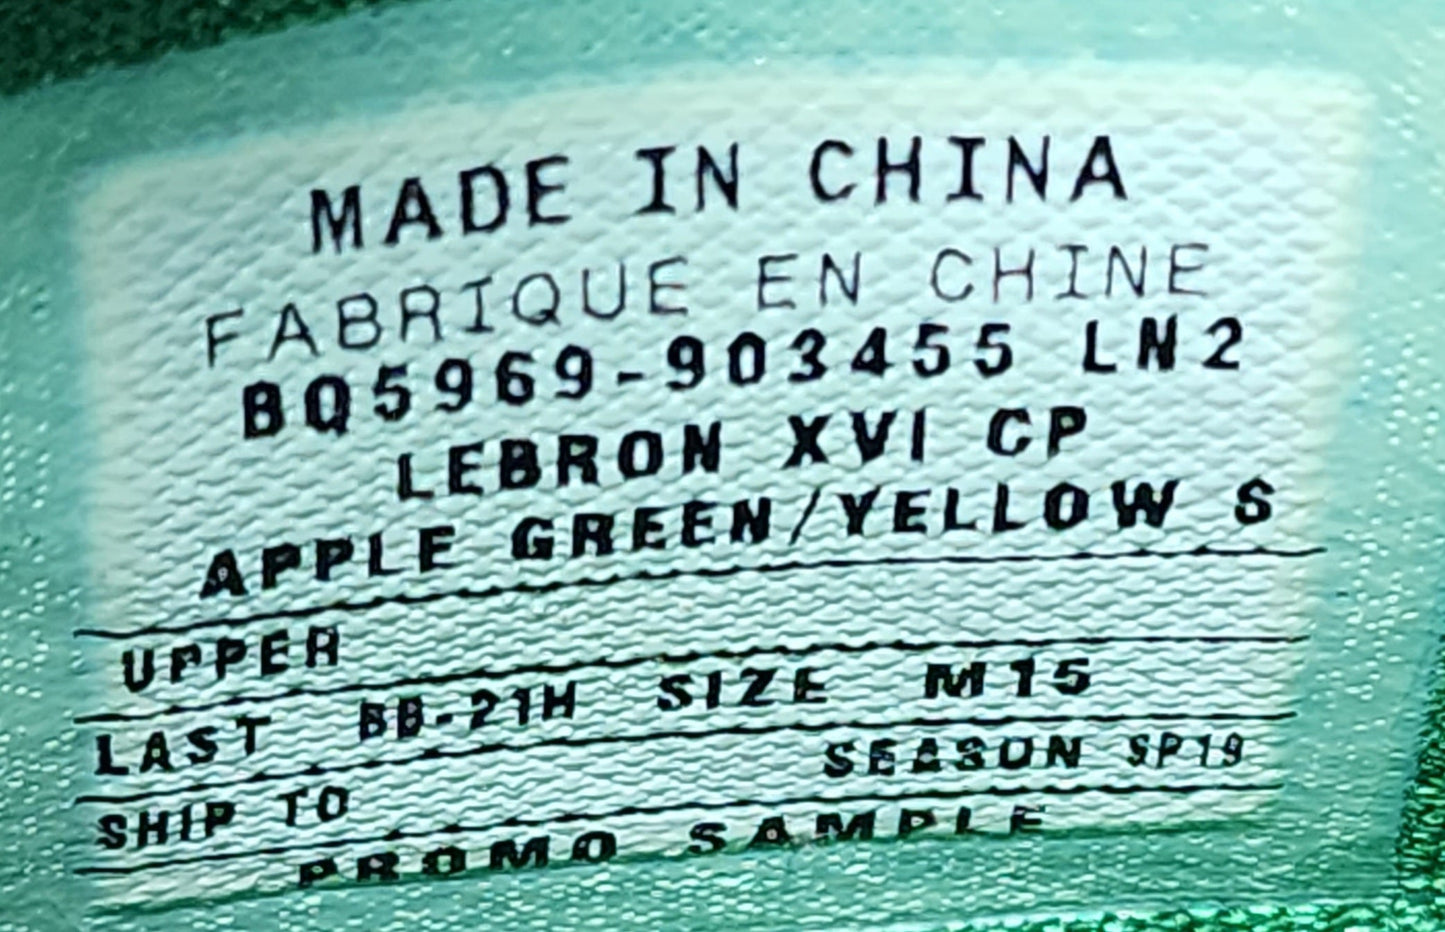 MADE IN CHINA
FABRIQUE EN CHINE
BQ5969-903455 LN2
LEBRON XVI CP
APPLE GREEN/YELLOW S
UPPER
LAST BB-21H SIZE M15
SHIP TO SEASON SP19
PROMO SAMPLE